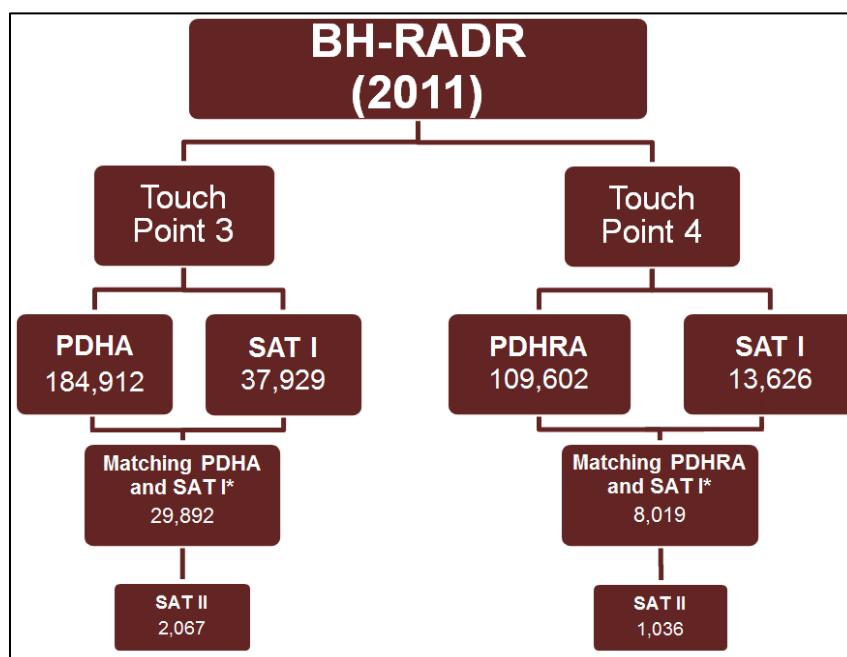 BH-RADR
(2011)
Touch
Point 3
Touch
Point 4
PDHA
184,912
SAT I
37,929
PDHRA
109,602
SAT I
13,626
Matching PDHA
and SAT I*
29,892
Matching PDHRA
and SAT I*
8,019
SAT II
2,067
SAT II
1,036